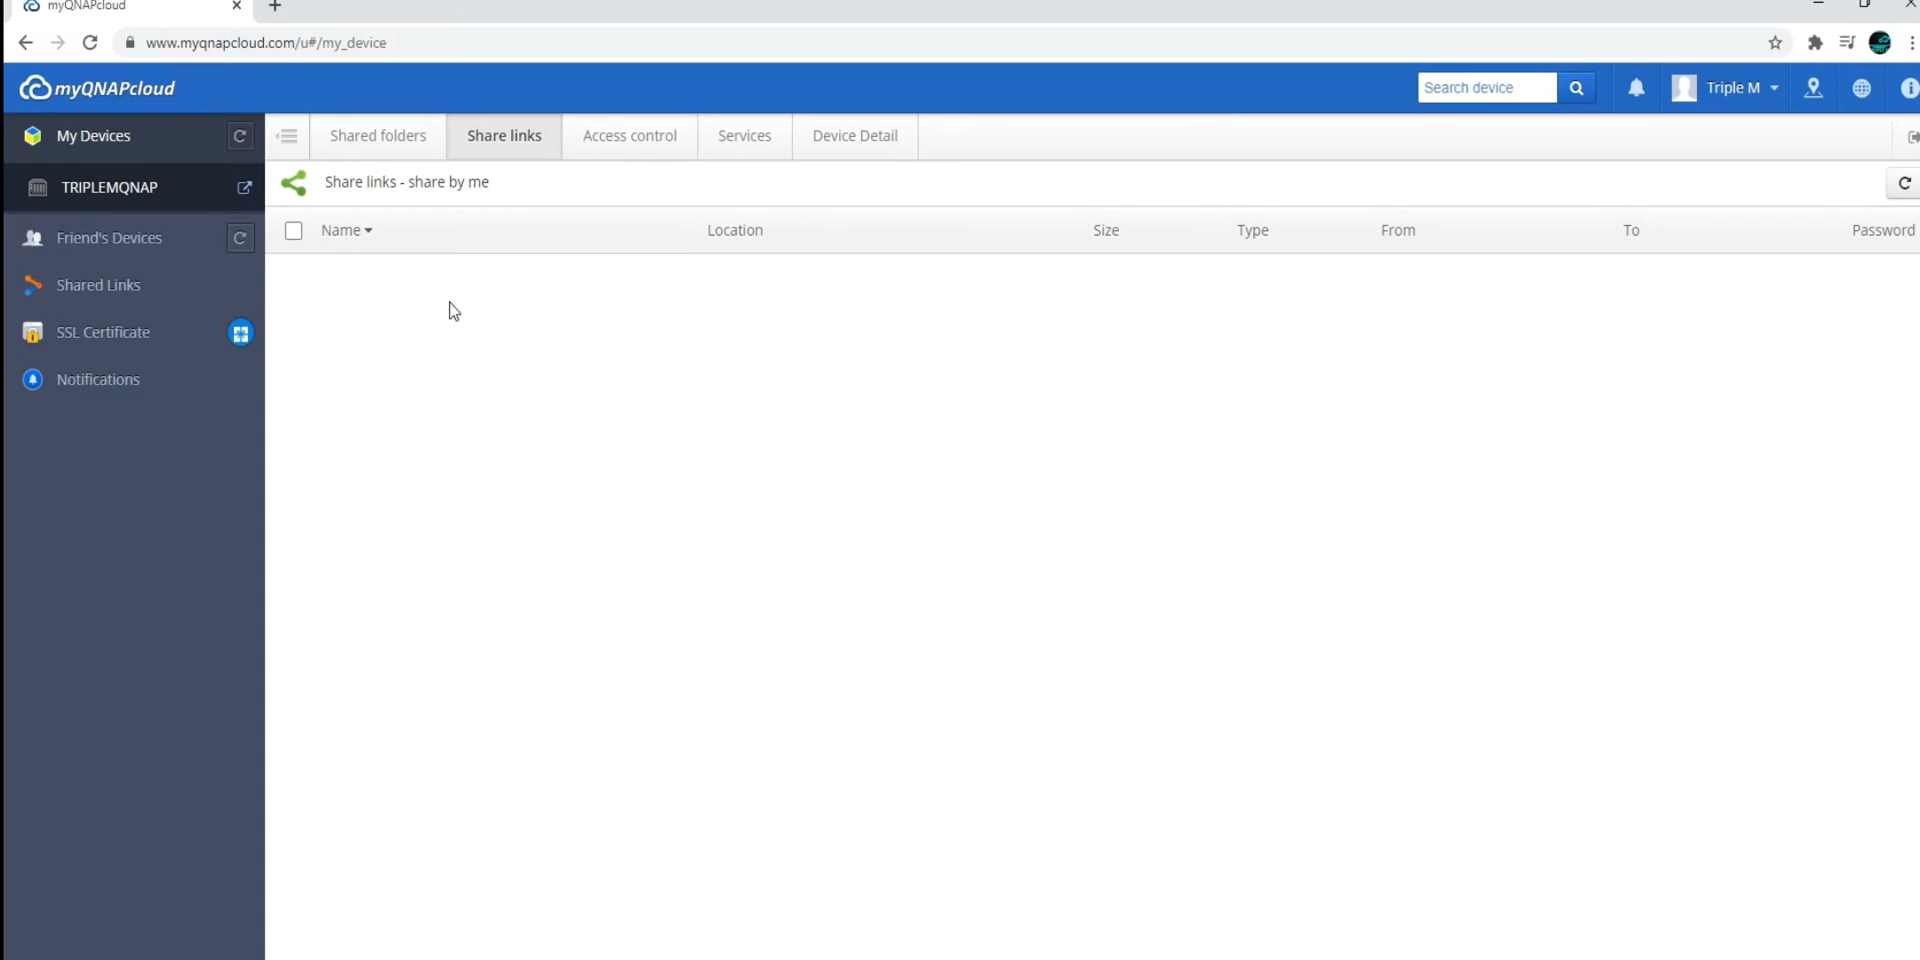 myQNAPcloud
www.myqnapcloud.com/u#/my_device
myQNAPcloud
Search device
Triple M
My Devices
Shared folders
Share links
Access control
Services
Device Detail
TRIPLEMQNAP
Share links - share by me
Friend's Devices
Name
Location
Size
Type
From
To
Password
Shared Links
SSL Certificate
Notifications